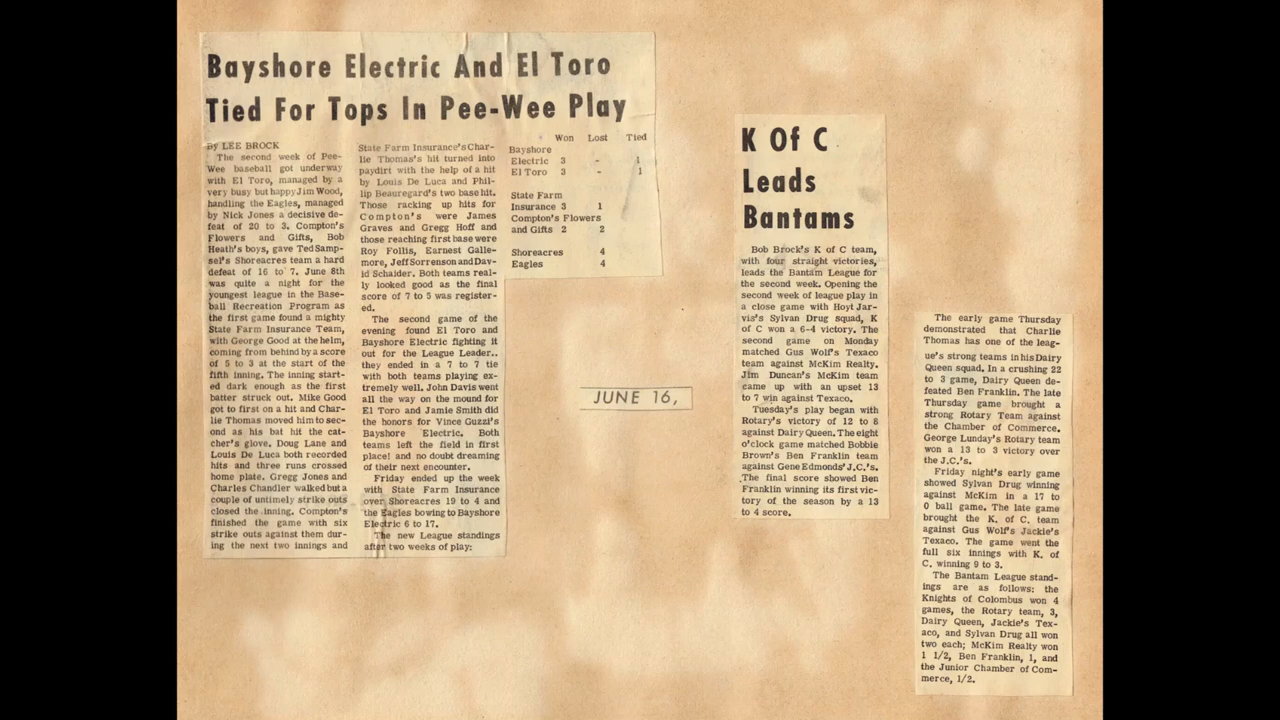 Bayshore Electric And El Toro
Tied For Tops In Pee-Wee Play
By LEE BROCK
The second week of Pee-
Wee baseball got underway
with El Toro, managed by a
very busy but happy Jim Wood,
handling the Eagles, managed
by Nick Jones a decisive de-
feat of 20 to 3. Compton's
Flowers and Gifts, Bob
Heath's boys, gave Ted Samp-
sel's Shoreacres team a hard
defeat of 16 to 7. June 8th
was quite a night for the
youngest league in the Base-
ball Recreation Program as
the first game found a mighty
State Farm Insurance Team,
with George Good at the helm,
coming from behind by a score
of 5 to 3 at the start of the
fifth inning. The inning start-
ed dark enough as the first
batter struck out. Mike Good
got to first on a hit and Char-
lie Thomas moved him to sec-
ond as his bat hit the cat-
cher's glove. Doug Lane and
Louis De Luca both recorded
hits and three runs crossed
home plate. Gregg Jones and
Charles Chandler walked but a
couple of untimely strike outs
closed the inning. Compton's
finished the game with six
strike outs against them dur-
ing the next two innings and
State Farm Insurance's Char-
lie Thomas's hit turned into
paydirt with the help of a hit
by Louis De Luca and Phil-
lip Beauregard's two base hit.
Those racking up hits for
Compton's were James
Graves and Gregg Hoff and
those reaching first base were
Roy Follis, Earnest Galle-
more, Jeff Sorrenson and Dav-
id Schaider. Both teams real-
ly looked good as the final
score of 7 to 5 was register-
ed.
The second game of the
evening found El Toro and
Bayshore Electric fighting it
out for the League Leader..
they ended in a 7 to 7 tie
with both teams playing ex-
tremely well. John Davis went
all the way on the mound for
El Toro and Jamie Smith did
the honors for Vince Guzzi's
Bayshore Electric. Both
teams left the field in first
place! and no doubt dreaming
of their next encounter.
Friday ended up the week
with State Farm Insurance
over Shoreacres 19 to 4 and
the Eagles bowing to Bayshore
Electric 6 to 17.
The new League standings
after two weeks of play:
Won Lost Tied
Bayshore
Electric 3 - 1
El Toro 3 - 1
State Farm
Insurance 3 1
Compton's Flowers
and Gifts 2 2
Shoreacres 4
Eagles 4
JUNE 16,
K Of C
Leads
Bantams
Bob Brock's K of C team,
with four straight victories,
leads the Bantam League for
the second week. Opening the
second week of league play in
a close game with Hoyt Jar-
vis's Sylvan Drug squad, K
of C won a 6-4 victory. The
second game on Monday
matched Gus Wolf's Texaco
team against McKim Realty.
Jim Duncan's McKim team
came up with an upset 13
to 7 win against Texaco.
Tuesday's play began with
Rotary's victory of 12 to 8
against Dairy Queen. The eight
o'clock game matched Bobbie
Brown's Ben Franklin team
against Gene Edmonds' J.C.'s.
The final score showed Ben
Franklin winning its first vic-
tory of the season by a 13
to 4 score.
The early game Thursday
demonstrated that Charlie
Thomas has one of the leag-
ue's strong teams in his Dairy
Queen squad. In a crushing 22
to 3 game, Dairy Queen de-
feated Ben Franklin. The late
Thursday game brought a
strong Rotary Team against
the Chamber of Commerce.
George Lunday's Rotary team
won a 13 to 3 victory over
the J.C.'s.
Friday night's early game
showed Sylvan Drug winning
against McKim in a 17 to
0 ball game. The late game
brought the K. of C. team
against Gus Wolf's Jackie's
Texaco. The game went the
full six innings with K. of
C. winning 9 to 3.
The Bantam League stand-
ings are as follows: the
Knights of Colombus won 4
games, the Rotary team, 3,
Dairy Queen, Jackie's Tex-
aco, and Sylvan Drug all won
two each; McKim Realty won
1 1/2, Ben Franklin, 1, and
the Junior Chamber of Com-
merce, 1/2.